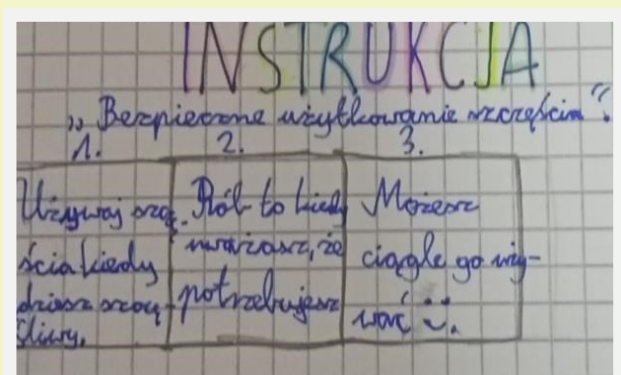 INSTRUKCJA
„Bezpieczne użytkowanie szczęścia”.
1. 2. 3.
Używaj szczę
ścia kiedy
szczę-
śliwy.
Rób to kiedy
uważasz, że
potrzebujesz
Możesz
ciągle go uży-
wać :.